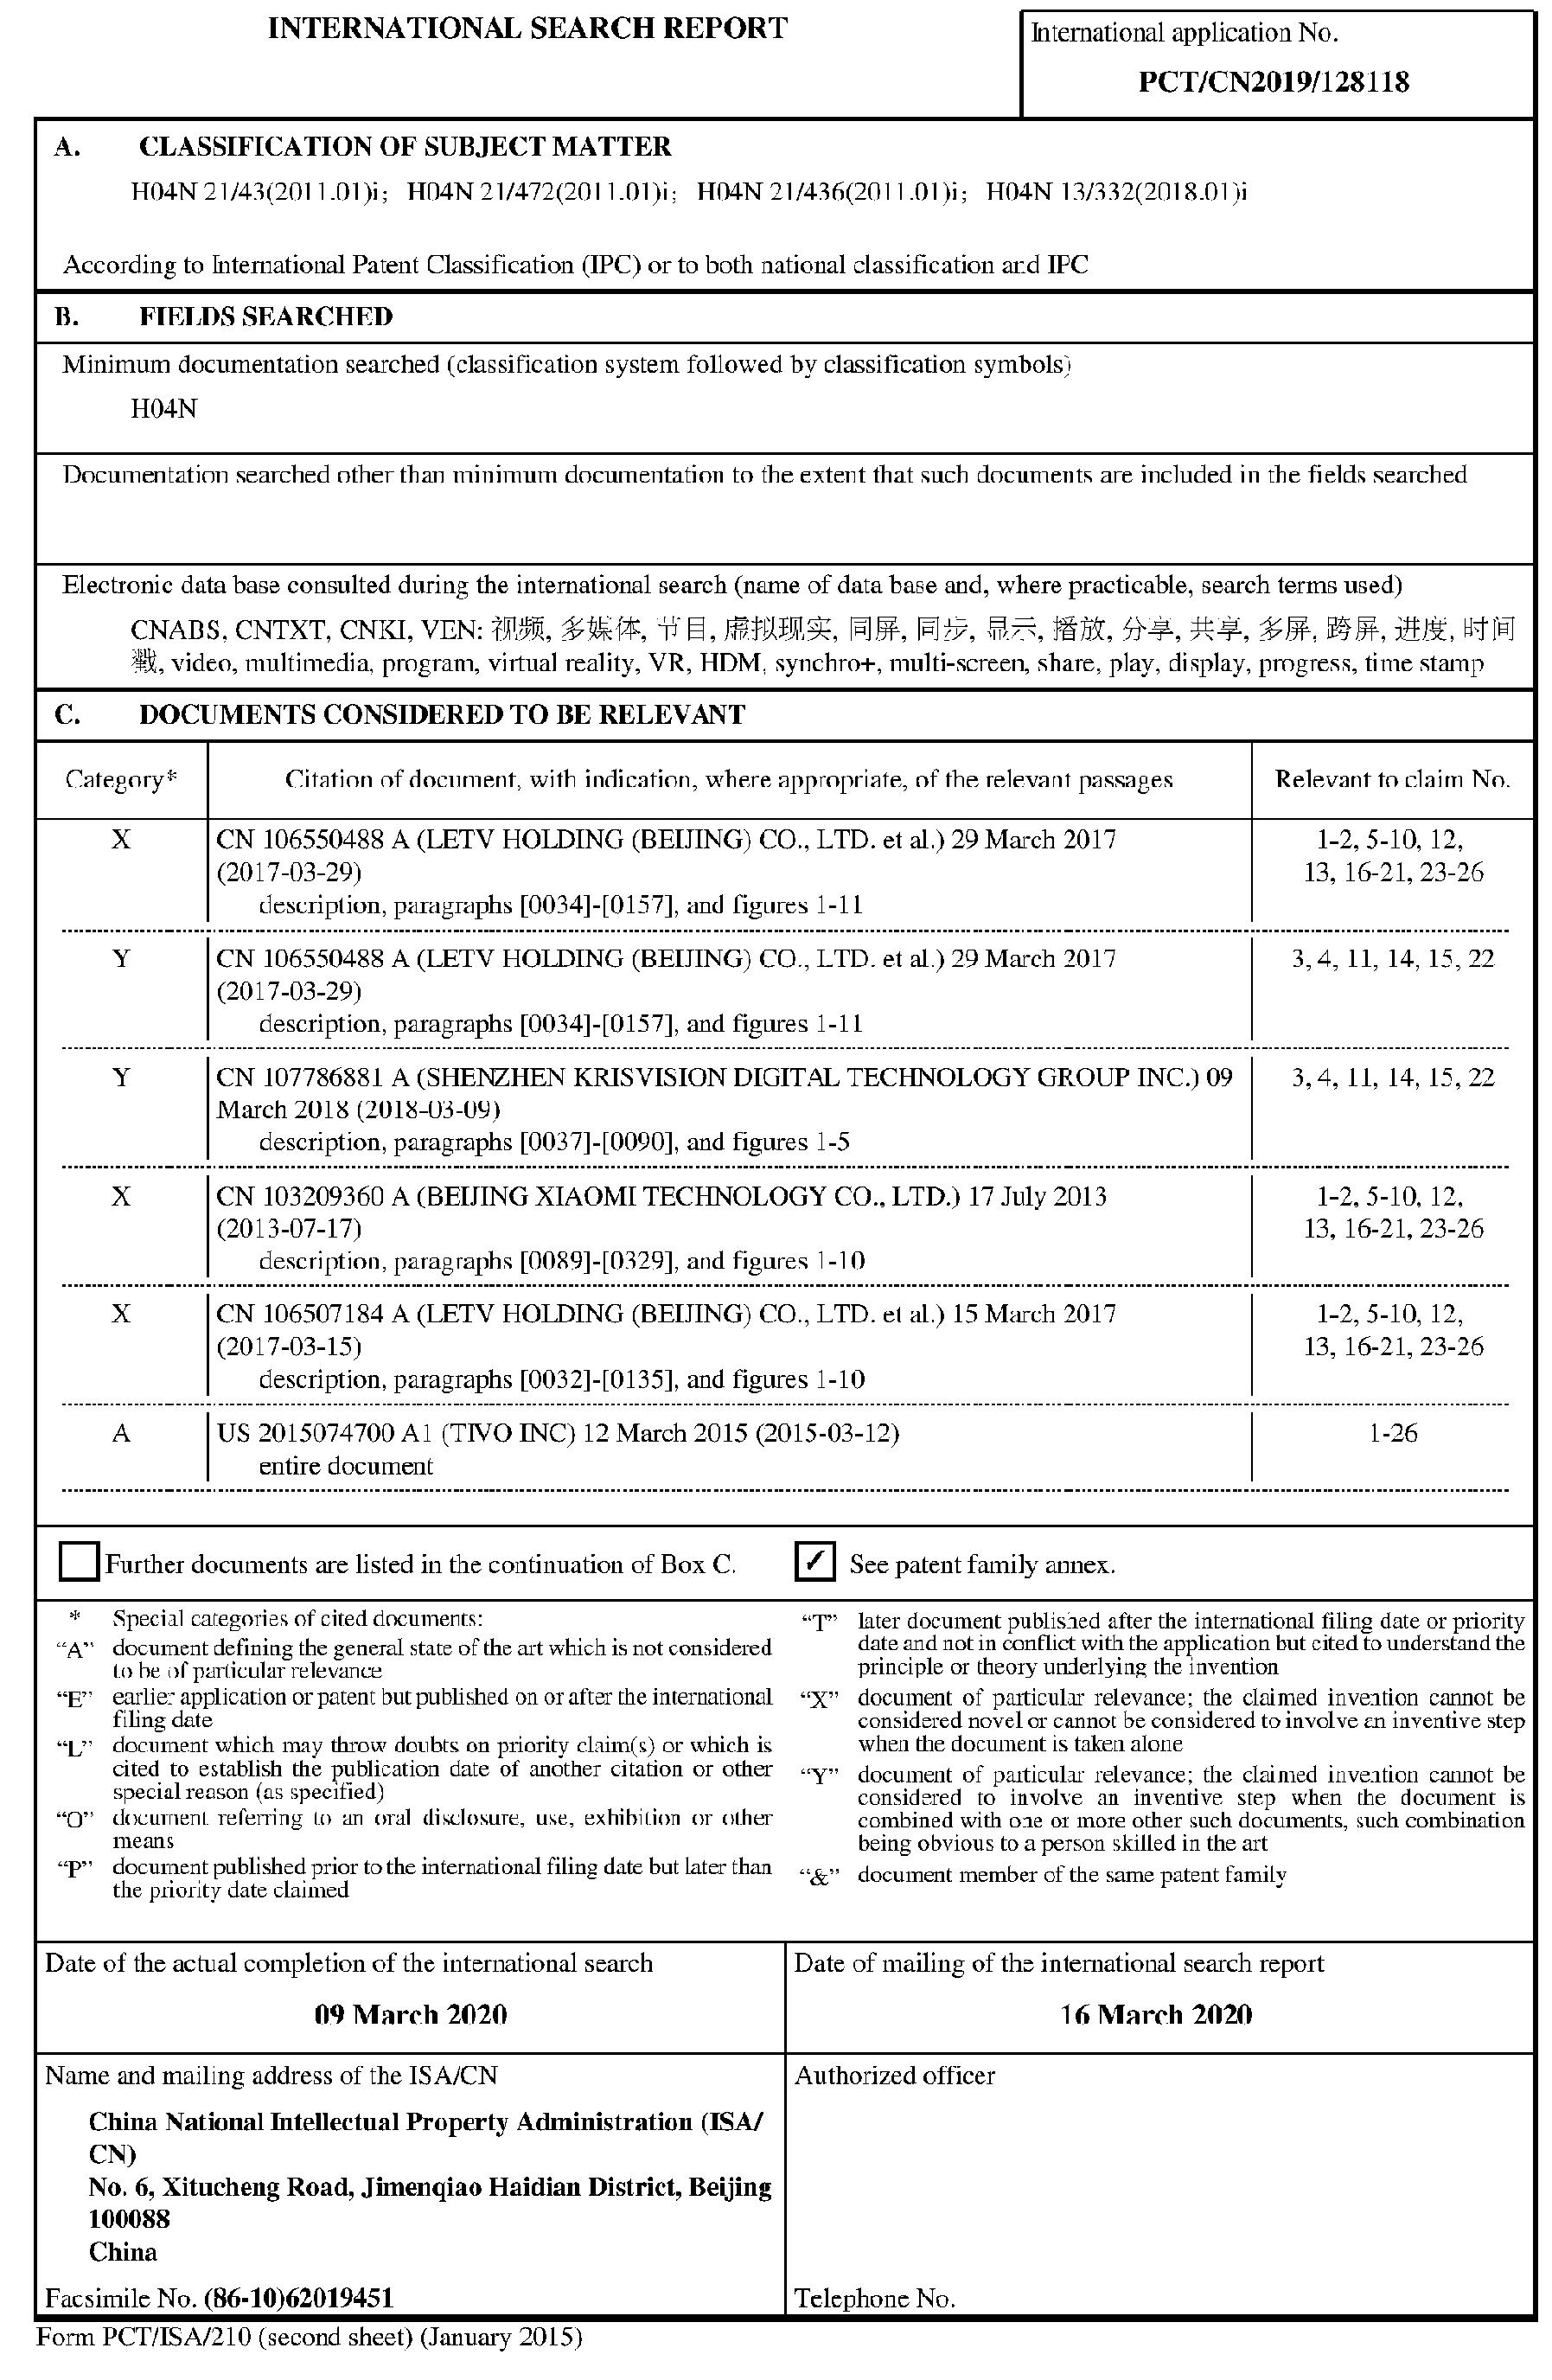 INTERNATIONAL SEARCH REPORT
International application No.
PCT/CN2019/128118
A. CLASSIFICATION OF SUBJECT MATTER
H04N 21/43(2011.01)i; H04N 21/472(2011.01)i; H04N 21/436(2011.01)i; H04N 13/332(2018.01)i
According to International Patent Classification (IPC) or to both national classification and IPC
B. FIELDS SEARCHED
Minimum documentation searched (classification system followed by classification symbols)
H04N
Documentation searched other than minimum documentation to the extent that such documents are included in the fields searched
Electronic data base consulted during the international search (name of data base and, where practicable, search terms used)
CNABS, CNTXT, CNKI, VEN: 视频, 多媒体, 节目, 虚拟现实, 同屏, 同步, 显示, 播放, 分享, 共享, 多屏, 跨屏, 进度, 时间
戳, video, multimedia, program, virtual reality, VR, HDM, synchro+, multi-screen, share, play, display, progress, time stamp
C. DOCUMENTS CONSIDERED TO BE RELEVANT
Category* Citation of document, with indication, where appropriate, of the relevant passages Relevant to claim No.
X CN 106550488 A (LETV HOLDING (BEIJING) CO., LTD. et al.) 29 March 2017 1-2, 5-10, 12,
(2017-03-29) 13, 16-21, 23-26
description, paragraphs [0034]-[0157], and figures 1-11
Y CN 106550488 A (LETV HOLDING (BEIJING) CO., LTD. et al.) 29 March 2017 3, 4, 11, 14, 15, 22
(2017-03-29)
description, paragraphs [0034]-[0157], and figures 1-11
Y CN 107786881 A (SHENZHEN KRISVISION DIGITAL TECHNOLOGY GROUP INC.) 09 3, 4, 11, 14, 15, 22
March 2018 (2018-03-09)
description, paragraphs [0037]-[0090], and figures 1-5
X CN 103209360 A (BEIJING XIAOMI TECHNOLOGY CO., LTD.) 17 July 2013 1-2, 5-10, 12,
(2013-07-17) 13, 16-21, 23-26
description, paragraphs [0089]-[0329], and figures 1-10
X CN 106507184 A (LETV HOLDING (BEIJING) CO., LTD. et al.) 15 March 2017 1-2, 5-10, 12,
(2017-03-15) 13, 16-21, 23-26
description, paragraphs [0032]-[0135], and figures 1-10
A US 2015074700 A1 (TIVO INC) 12 March 2015 (2015-03-12) 1-26
entire document
Further documents are listed in the continuation of Box C. ✓ See patent family annex.
* Special categories of cited documents:
“A” document defining the general state of the art which is not considered
to be of particular relevance
“E” earlier application or patent but published on or after the international
filing date
“L” document which may throw doubts on priority claim(s) or which is
cited to establish the publication date of another citation or other
special reason (as specified)
“O” document referring to an oral disclosure, use, exhibition or other
means
“P” document published prior to the international filing date but later than
the priority date claimed
“T” later document published after the international filing date or priority
date and not in conflict with the application but cited to understand the
principle or theory underlying the invention
“X” document of particular relevance; the claimed invention cannot be
considered novel or cannot be considered to involve an inventive step
when the document is taken alone
“Y” document of particular relevance; the claimed invention cannot be
considered to involve an inventive step when the document is
combined with one or more other such documents, such combination
being obvious to a person skilled in the art
“&” document member of the same patent family
Date of the actual completion of the international search
09 March 2020
Date of mailing of the international search report
16 March 2020
Name and mailing address of the ISA/CN
China National Intellectual Property Administration (ISA/
CN)
No. 6, Xitucheng Road, Jimenqiao Haidian District, Beijing
100088
China
Facsimile No. (86-10)62019451
Authorized officer
Telephone No.
Form PCT/ISA/210 (second sheet) (January 2015)